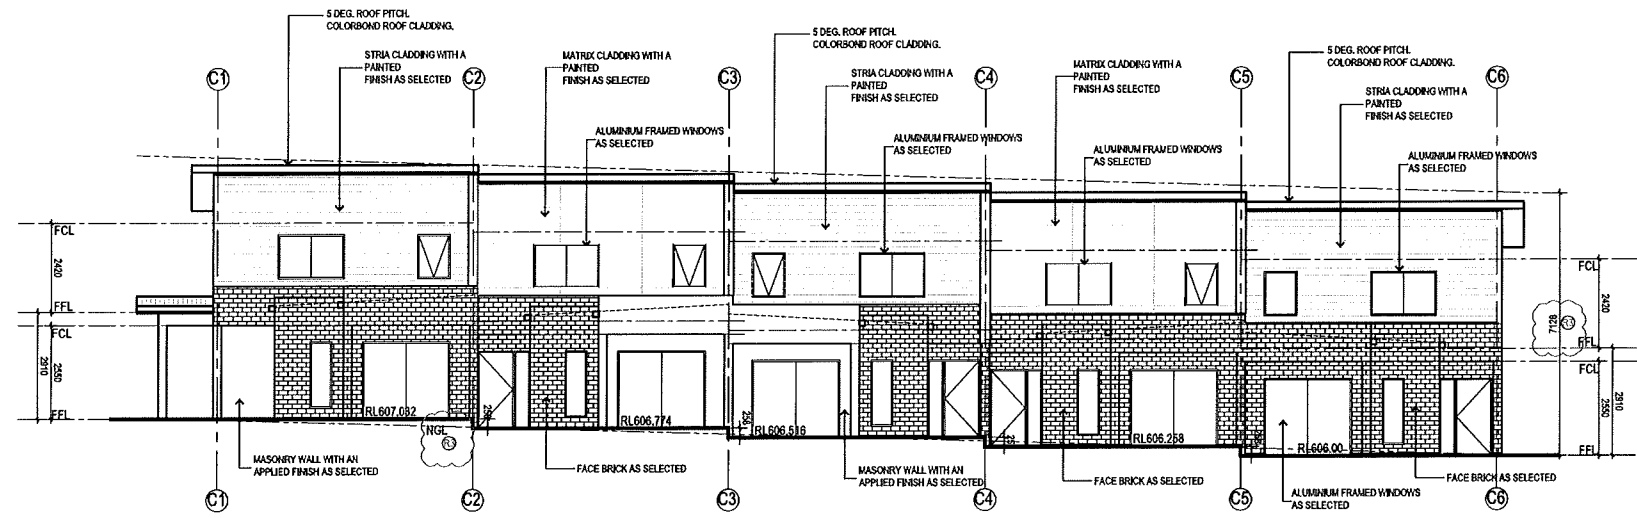 5 DEG. ROOF PITCH.
COLORBOND ROOF CLADDING.
STRIA CLADDING WITH A
PAINTED
FINISH AS SELECTED
MATRIX CLADDING WITH A
PAINTED
FINISH AS SELECTED
5 DEG. ROOF PITCH.
COLORBOND ROOF CLADDING.
STRIA CLADDING WITH A
PAINTED
FINISH AS SELECTED
MATRIX CLADDING WITH A
PAINTED
FINISH AS SELECTED
5 DEG. ROOF PITCH.
COLORBOND ROOF CLADDING.
STRIA CLADDING WITH A
PAINTED
FINISH AS SELECTED
C1
C2
C3
C4
C5
C6
ALUMINIUM FRAMED WINDOWS
AS SELECTED
ALUMINIUM FRAMED WINDOWS
AS SELECTED
ALUMINIUM FRAMED WINDOWS
AS SELECTED
ALUMINIUM FRAMED WINDOWS
AS SELECTED
FCL
2420
FFL
FCL
2910
2550
FFL
FCL
2420
7128
FFL
FCL
2910
2550
FFL
RL607.032
RL606.774
RL606.516
RL606.258
RL606.00
NGL
258
MASONRY WALL WITH AN
APPLIED FINISH AS SELECTED
FACE BRICK AS SELECTED
MASONRY WALL WITH AN
APPLIED FINISH AS SELECTED
FACE BRICK AS SELECTED
ALUMINIUM FRAMED WINDOWS
AS SELECTED
FACE BRICK AS SELECTED
C1
C2
C3
C4
C5
C6